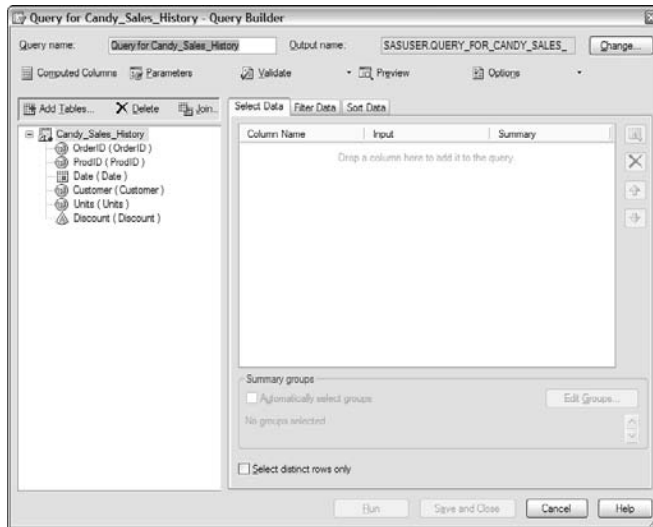 Query for Candy_Sales_History - Query Builder
Query name: Query for Candy_Sales_History Output name: SASUSER.QUERY_FOR_CANDY_SALES_ Change...
Computed Columns Parameters Validate Preview Options
Add Tables... Delete Join...
Select Data Filter Data Sort Data
Candy_Sales_History
OrderID (OrderID)
ProdID (ProdID)
Date (Date)
Customer (Customer)
Units (Units)
Discount (Discount)
Column Name Input Summary
Drop a column here to add it to the query.
Summary groups
Automatically select groups
Edit Groups...
No groups selected
Select distinct rows only
Run Save and Close Cancel Help